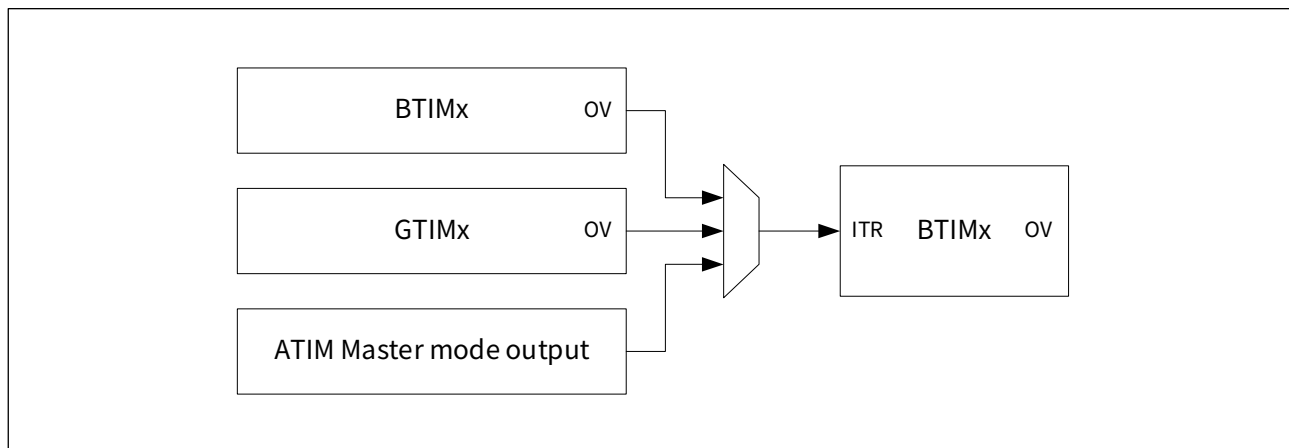 BTIMx OV
GTIMx OV
ATIM Master mode output
ITR BTIMx OV